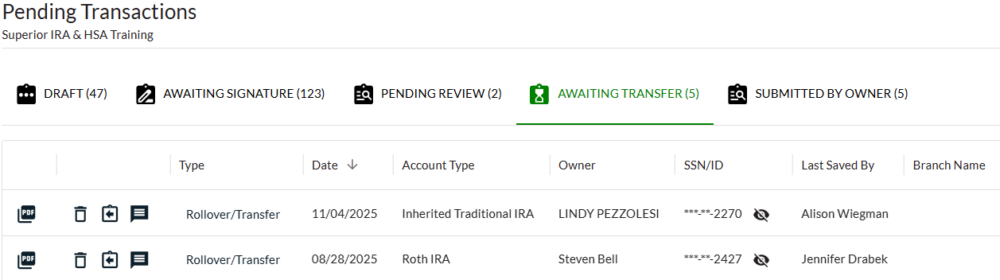 Pending Transactions
Superior IRA & HSA Training
DRAFT (47) AWAITING SIGNATURE (123) PENDING REVIEW (2) AWAITING TRANSFER (5) SUBMITTED BY OWNER (5)
Type Date Account Type Owner SSN/ID Last Saved By Branch Name
PDF Rollover/Transfer 11/04/2025 Inherited Traditional IRA LINDY PEZZOLESI ***-**-2270 Alison Wiegman
PDF Rollover/Transfer 08/28/2025 Roth IRA Steven Bell ***-**-2427 Jennifer Drabek